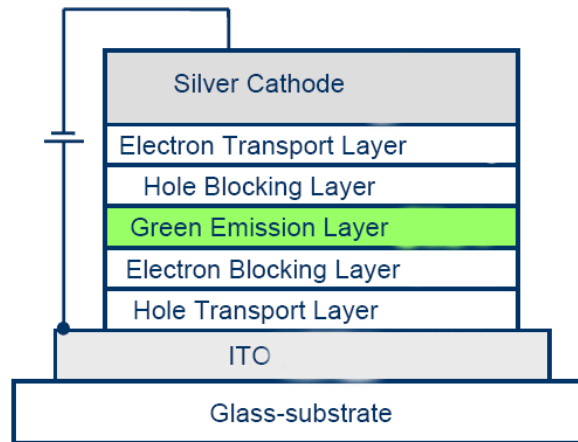 Silver Cathode
Electron Transport Layer
Hole Blocking Layer
Green Emission Layer
Electron Blocking Layer
Hole Transport Layer
ITO
Glass-substrate